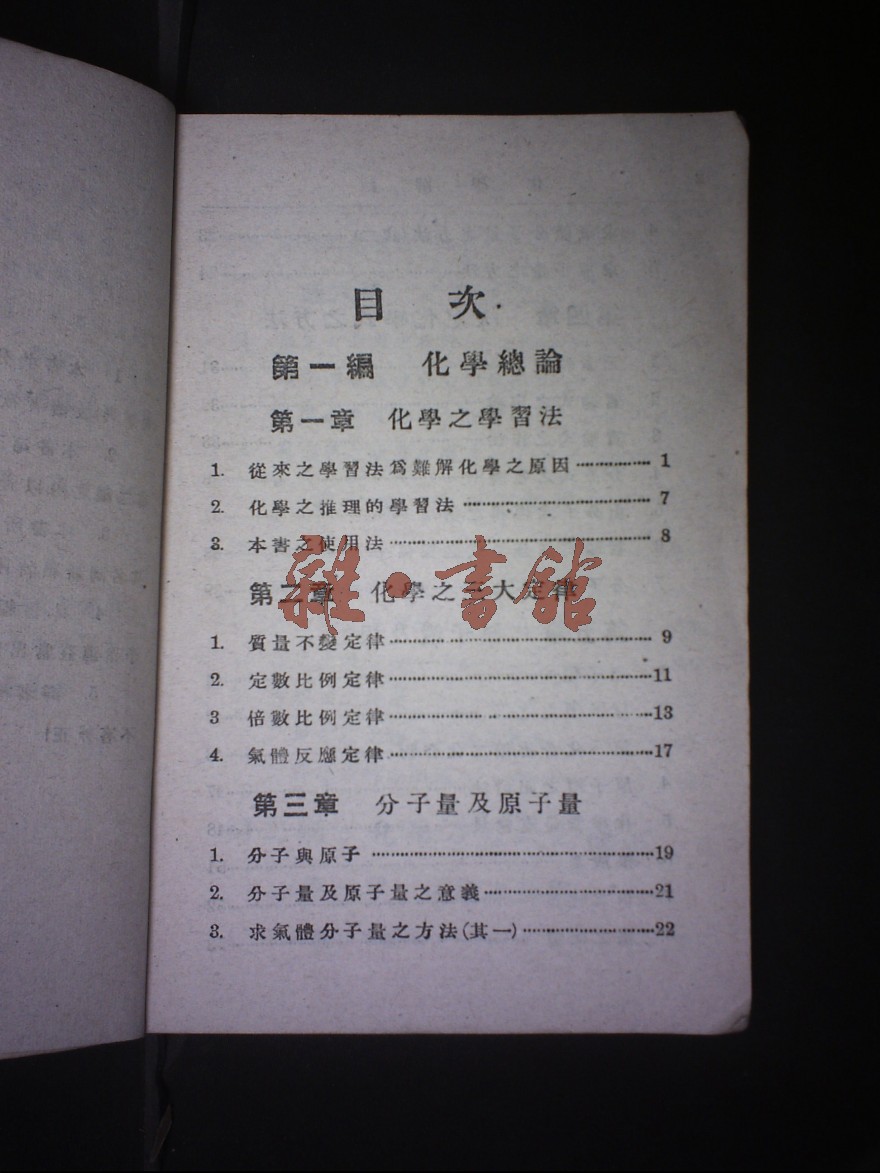 目 次
第一編 化學總論
第一章 化學之學習法
1. 從來之學習法爲難解化學之原因 1
2. 化學之推理的學習法 7
3. 本書之使用法 8
雜·書館
第二章 化學之三大定律
1. 質量不變定律 9
2. 定數比例定律 11
3 倍數比例定律 13
4. 氣體反應定律 17
第三章 分子量及原子量
1. 分子與原子 19
2. 分子量及原子量之意義 21
3. 求氣體分子量之方法(其一) 22